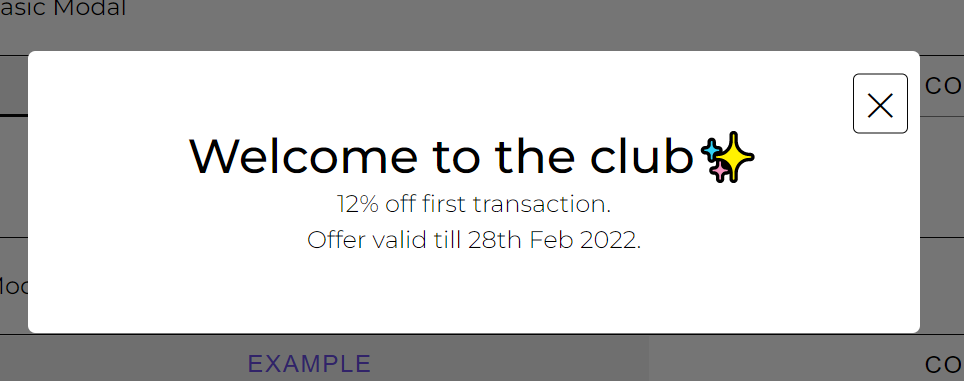 asic Modal
CO
Welcome to the club✨
12% off first transaction.
Offer valid till 28th Feb 2022.
Mod
EXAMPLE
CO